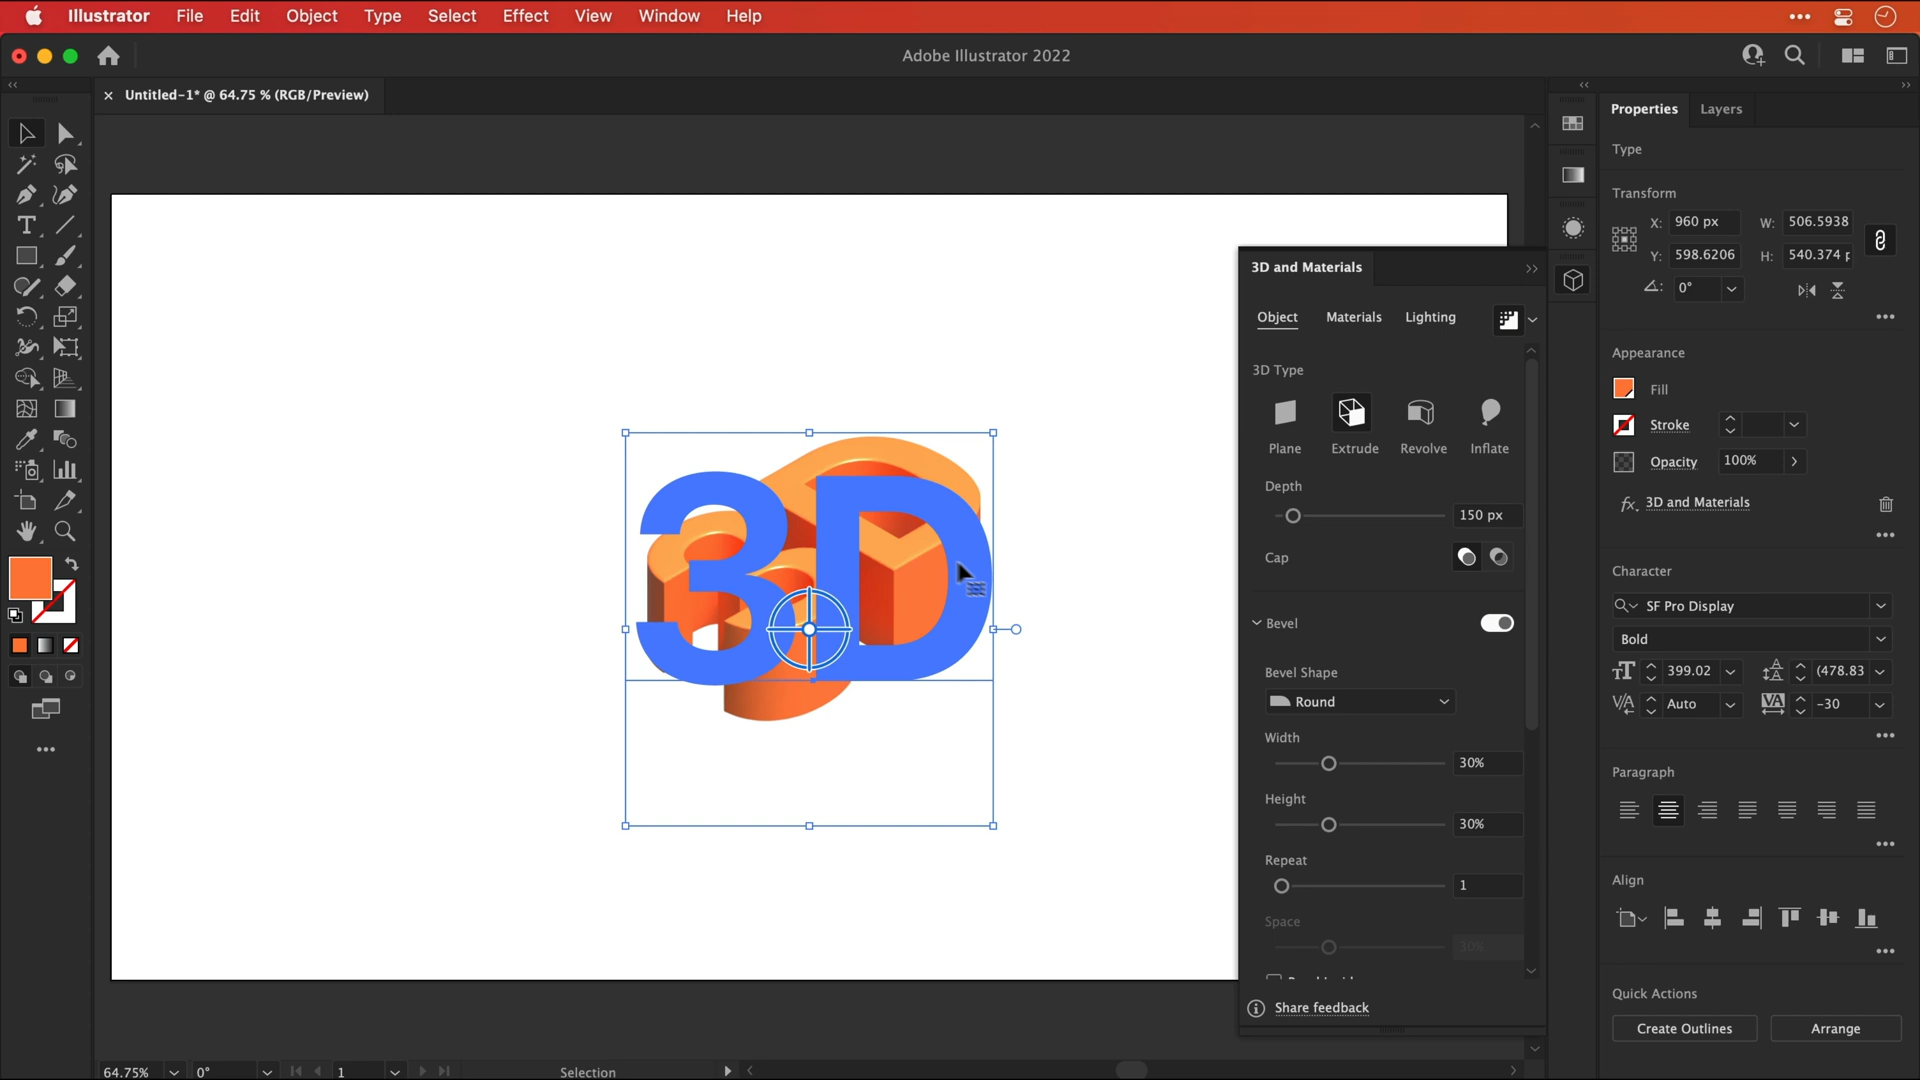 Illustrator File Edit Object Type Select Effect View Window Help
Adobe Illustrator 2022
Untitled-1* @ 64.75 % (RGB/Preview)
3D
3D and Materials
Object Materials Lighting
3D Type
Plane Extrude Revolve Inflate
Depth
150 px
Cap
Bevel
Bevel Shape
Round
Width
30%
Height
30%
Repeat
1
Space
30%
Share feedback
Properties Layers
Type
Transform
X: 960 px W: 506.5938
Y: 598.6206 H: 540.374
0°
Appearance
Fill
Stroke
Opacity 100%
fx 3D and Materials
Character
SF Pro Display
Bold
399.02 (478.83
Auto -30
Paragraph
Align
Quick Actions
Create Outlines Arrange
64.75% 0° 1 Selection